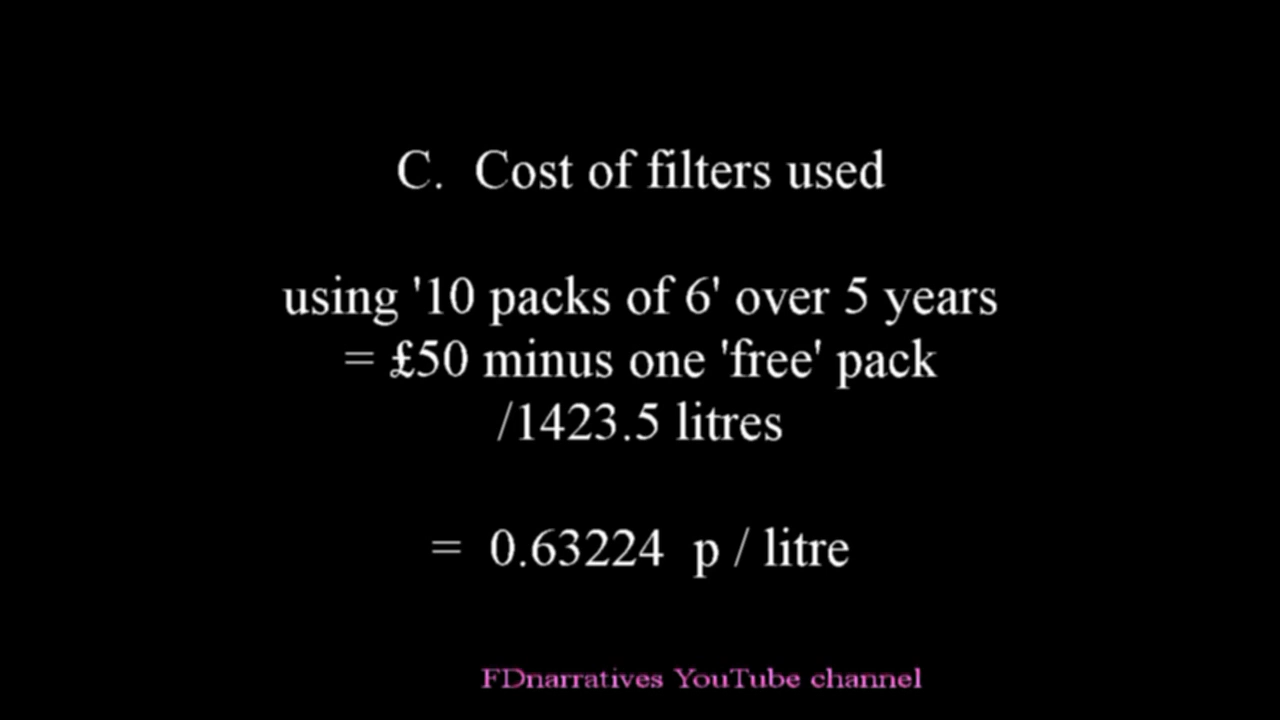 C. Cost of filters used
using '10 packs of 6' over 5 years
= £50 minus one 'free' pack
/1423.5 litres
= 0.63224 p / litre
FDnarratives YouTube channel